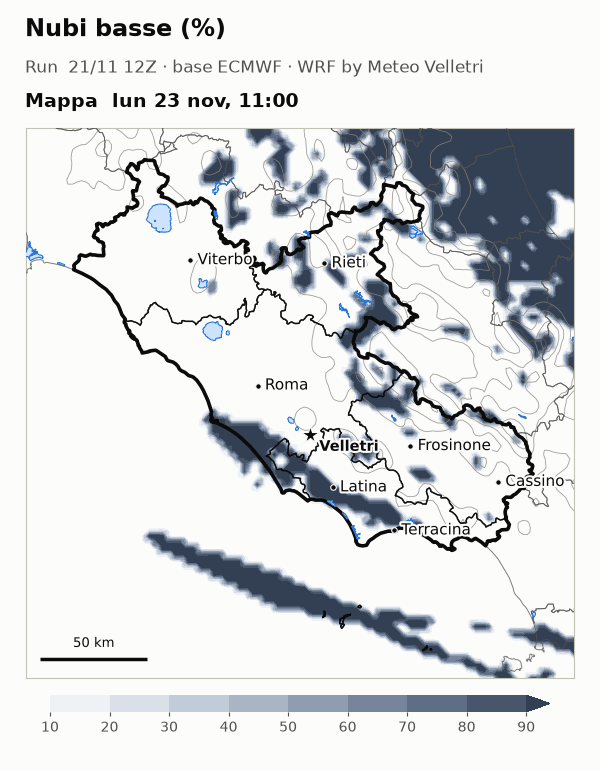 Nubi basse (%)
Run  21/11 12Z · base ECMWF · WRF by Meteo Velletri
Mappa  lun 23 nov, 11:00
Viterbo
Rieti
Roma
Velletri
Frosinone
Cassino
Latina
Terracina
50 km
10 20 30 40 50 60 70 80 90